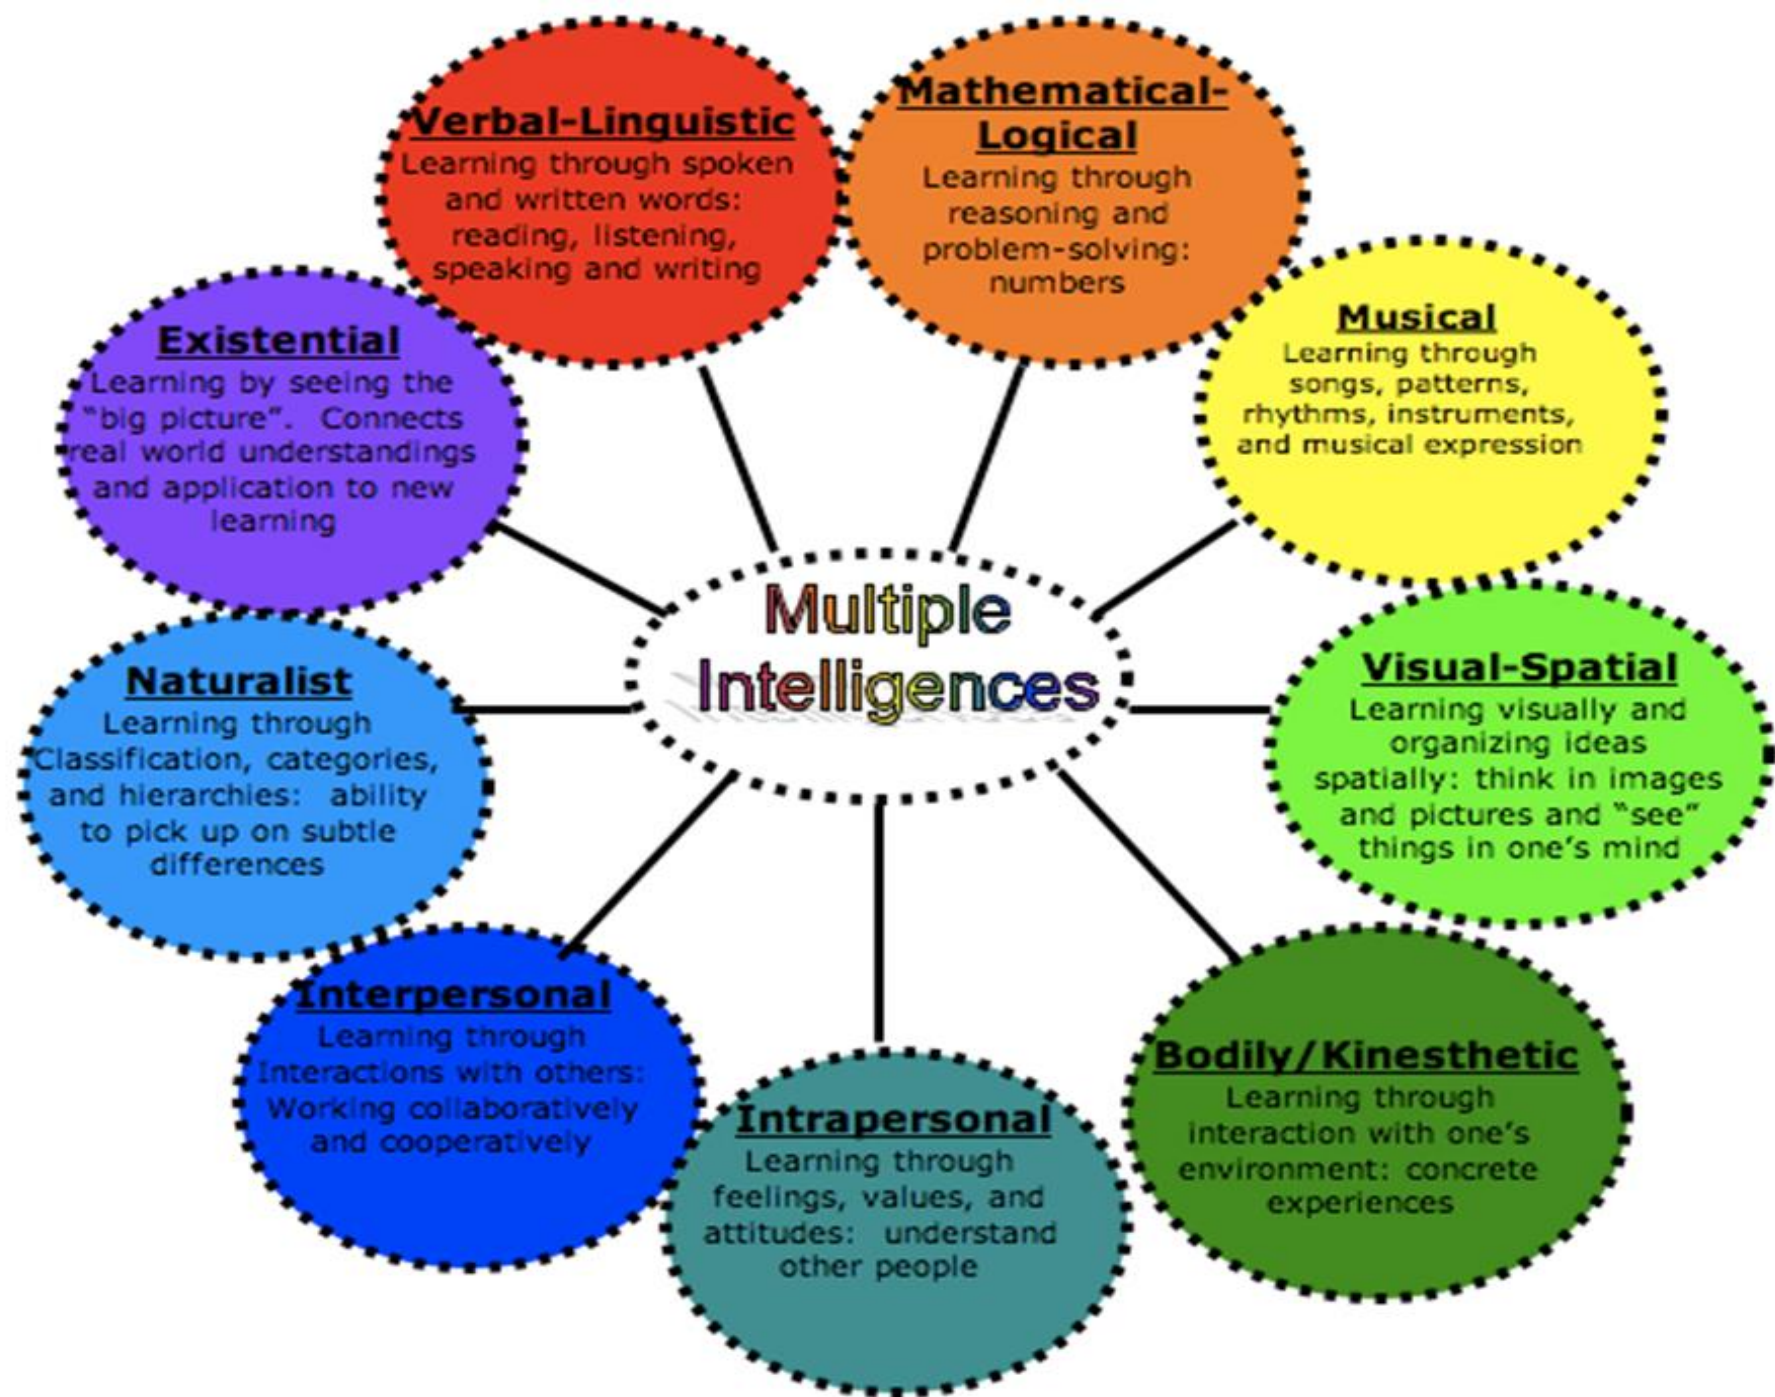 Verbal-Linguistic
Learning through spoken
and written words:
reading, listening,
speaking and writing
Mathematical-
Logical
Learning through
reasoning and
problem-solving:
numbers
Musical
Learning through
songs, patterns,
rhythms, instruments,
and musical expression
Existential
Learning by seeing the
“big picture”.  Connects
real world understandings
and application to new
learning
Multiple
Intelligences
Visual-Spatial
Learning visually and
organizing ideas
spatially: think in images
and pictures and “see”
things in one’s mind
Naturalist
Learning through
Classification, categories,
and hierarchies:  ability
to pick up on subtle
differences
Interpersonal
Learning through
Interactions with others:
Working collaboratively
and cooperatively
Intrapersonal
Learning through
feelings, values, and
attitudes:  understand
other people
Bodily/Kinesthetic
Learning through
interaction with one’s
environment: concrete
experiences